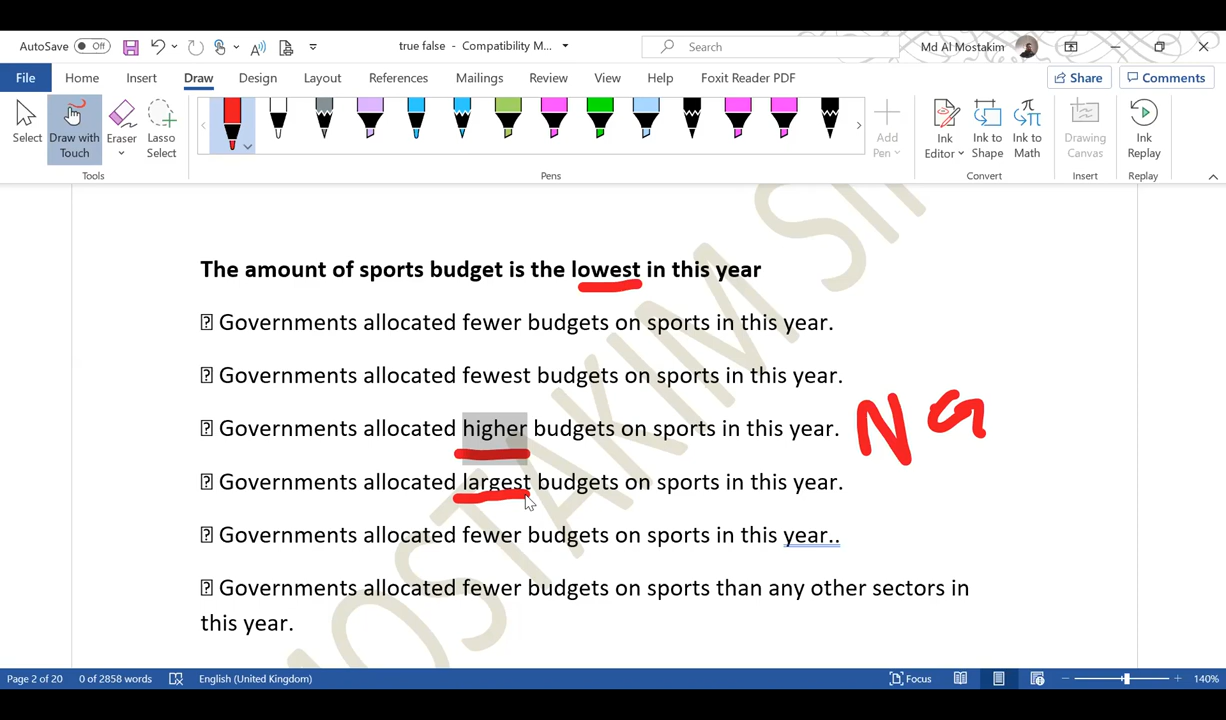 AutoSave Off true false - Compatibility M... Search Md Al Mostakim
File Home Insert Draw Design Layout References Mailings Review View Help Foxit Reader PDF Share Comments
Select Draw with Touch Eraser Lasso Select Add Pen Ink Editor Ink to Shape Ink to Math Drawing Canvas Ink Replay
Tools Pens Convert Insert Replay
The amount of sports budget is the lowest in this year
Governments allocated fewer budgets on sports in this year.
Governments allocated fewest budgets on sports in this year.
Governments allocated higher budgets on sports in this year. NG
Governments allocated largest budgets on sports in this year.
Governments allocated fewer budgets on sports in this year..
Governments allocated fewer budgets on sports than any other sectors in
this year.
MOSTAKIM SIR
Page 2 of 20 0 of 2858 words English (United Kingdom) Focus 140%